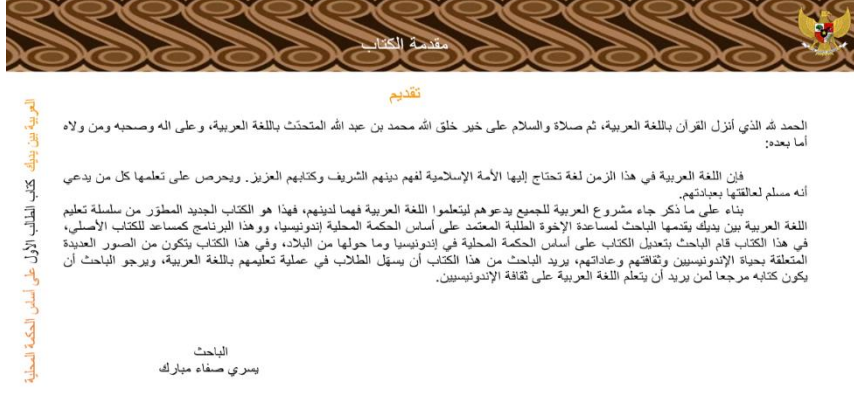 مقدمة الكتاب
تقديم
الحمد لله الذي أنزل القرآن باللغة العربية، ثم صلاة والسلام على خير خلق الله محمد بن عبد الله المتحدّث باللغة العربية، وعلى اله وصحبه ومن ولاه
أما بعده:
فإن اللغة العربية في هذا الزمن لغة تحتاج إليها الأمة الإسلامية لفهم دينهم الشريف وكتابهم العزيز. ويحرص على تعلمها كل من يدعي
أنه مسلم لعالقتها بعبادتهم.
بناء على ما ذكر جاء مشروع العربية للجميع يدعوهم ليتعلموا اللغة العربية فهما لدينهم، فهذا هو الكتاب الجديد المطوّر من سلسلة تعليم
اللغة العربية بين يديك يقدمها الباحث لمساعدة الإخوة الطلبة المعتمد على أساس الحكمة المحلية إندونيسيا، ووهذا البرنامج كمساعد للكتاب الأصلي،
في هذا الكتاب قام الباحث بتعديل الكتاب على أساس الحكمة المحلية في إندونيسيا وما حولها من البلاد، وفي هذا الكتاب يتكون من الصور العديدة
المتعلقة بحياة الإندونيسيين وثقافتهم وعاداتهم، يريد الباحث من هذا الكتاب أن يسهّل الطلاب في عملية تعليمهم باللغة العربية، ويرجو الباحث أن
يكون كتابه مرجعا لمن يريد أن يتعلم اللغة العربية على ثقافة الإندونيسيين.
الباحث
يسري صفاء مبارك
العربية بين يديك كتاب الطالب الأول على أساس الحكمة المحلية